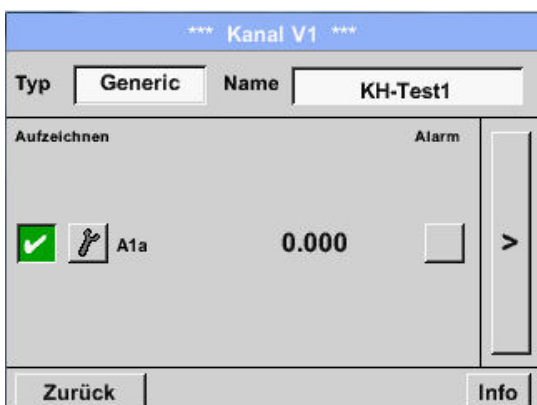 *** Kanal V1 ***
Typ Generic Name KH-Test1
Aufzeichnen Alarm
✔ A1a 0.000 >
Zurück Info